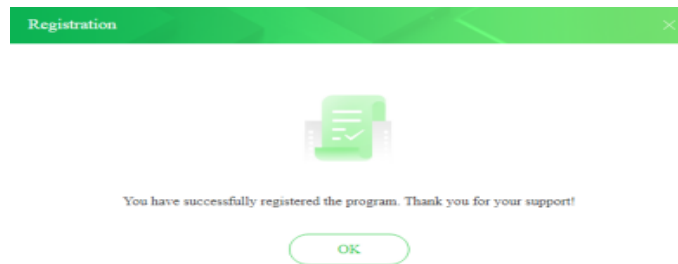 Registration
You have successfully registered the program. Thank you for your support!
OK